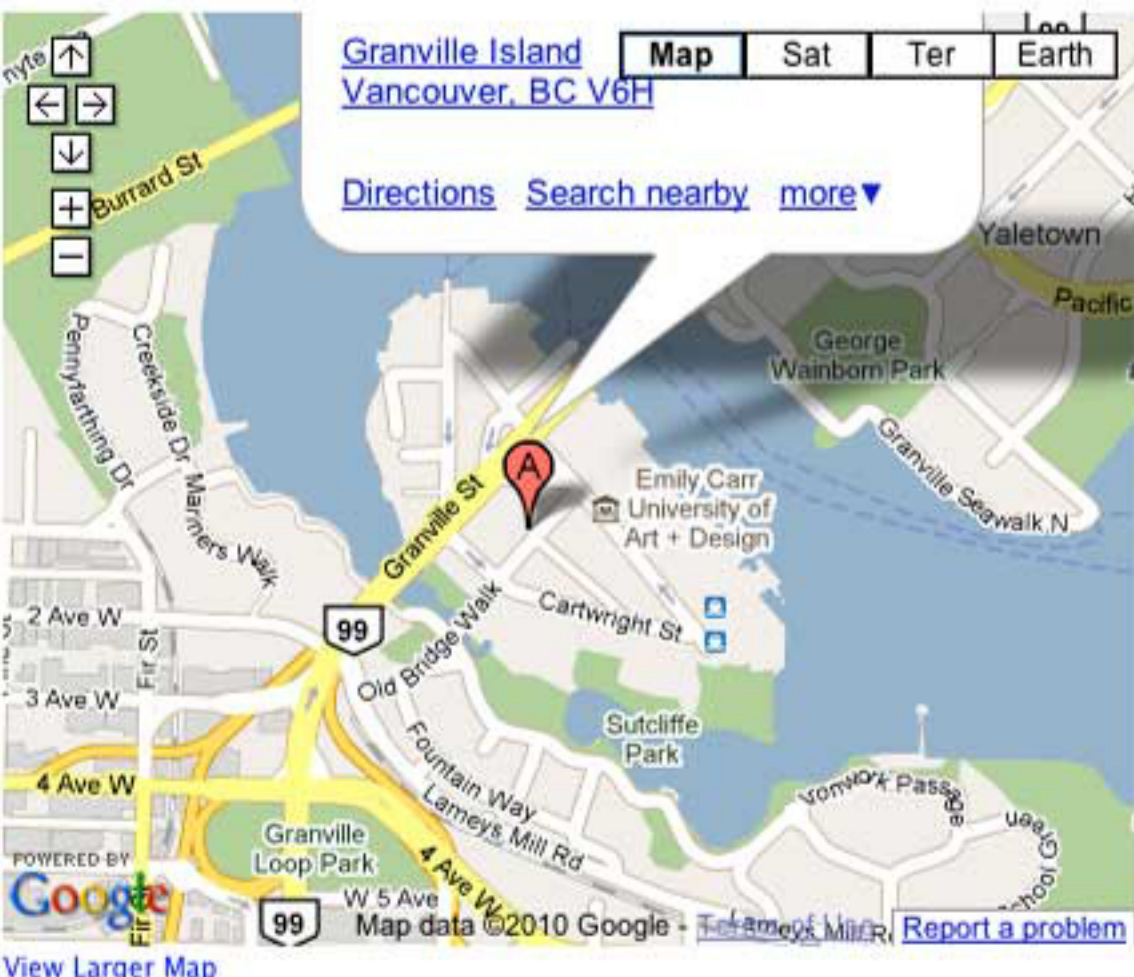 Granville Island
Vancouver, BC V6H
Map
Sat
Ter
Earth
Directions
Search nearby
more▼
Burrard St
Yaletown
Pacific
Pennyfarthing Dr
Creekside Dr
Mariners Walk
George
Wainborn Park
Granville Seawalk N
A
Granville St
Emily Carr
University of
Art + Design
Cartwright St
Old Bridge Walk
99
2 Ave W
Fir St
3 Ave W
4 Ave W
Sutcliffe
Park
Fountain Way
Lameys Mill Rd
Granville
Loop Park
4 Ave W
W 5 Ave
99
POWERED BY
Google
Fir
Map data ©2010 Google -
Report a problem
View Larger Map